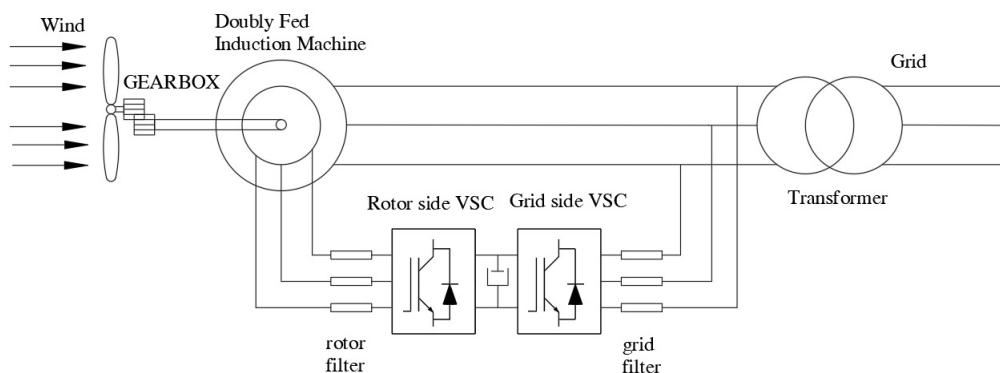 Wind
Doubly Fed
Induction Machine
GEARBOX
Grid
Transformer
Rotor side VSC
Grid side VSC
rotor
filter
grid
filter